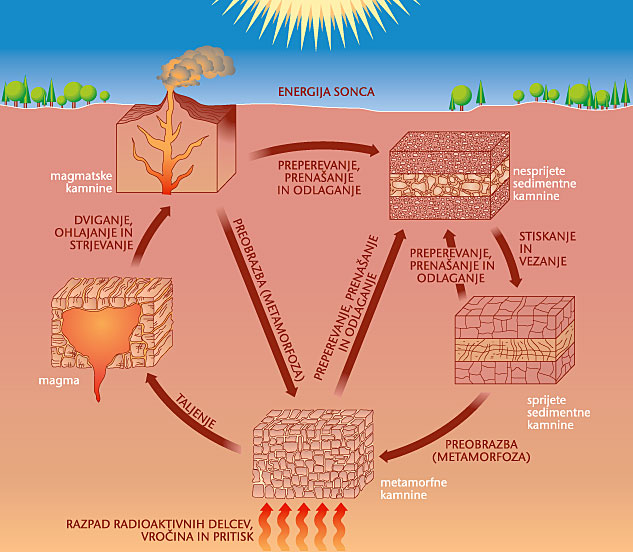 ENERGIJA SONCA
magmatske
kamnine
PREPEREVANJE,
PRENAŠANJE
IN ODLAGANJE
nesprijete
sedimentne
kamnine
DVIGANJE,
OHLAJANJE IN
STRJEVANJE
PREOBRAZBA (METAMORFOZA)
PREPEREVANJE, PRENAŠANJE
IN ODLAGANJE
PREPEREVANJE,
PRENAŠANJE IN
ODLAGANJE
STISKANJE
IN
VEZANJE
magma
sprijete
sedimentne
kamnine
TALJENJE
PREOBRAZBA
(METAMORFOZA)
metamorfne
kamnine
RAZPAD RADIOAKTIVNIH DELCEV,
VROČINA IN PRITISK